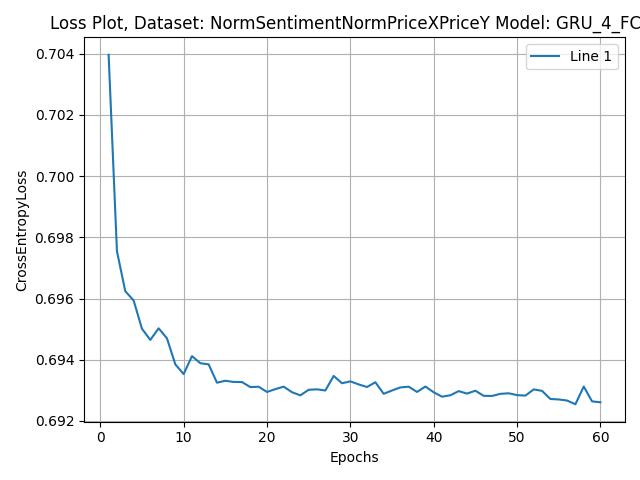 Loss Plot, Dataset: NormSentimentNormPriceXPriceY Model: GRU_4_FC
Line 1
CrossEntropyLoss
0.704
0.702
0.700
0.698
0.696
0.694
0.692
0 10 20 30 40 50 60
Epochs